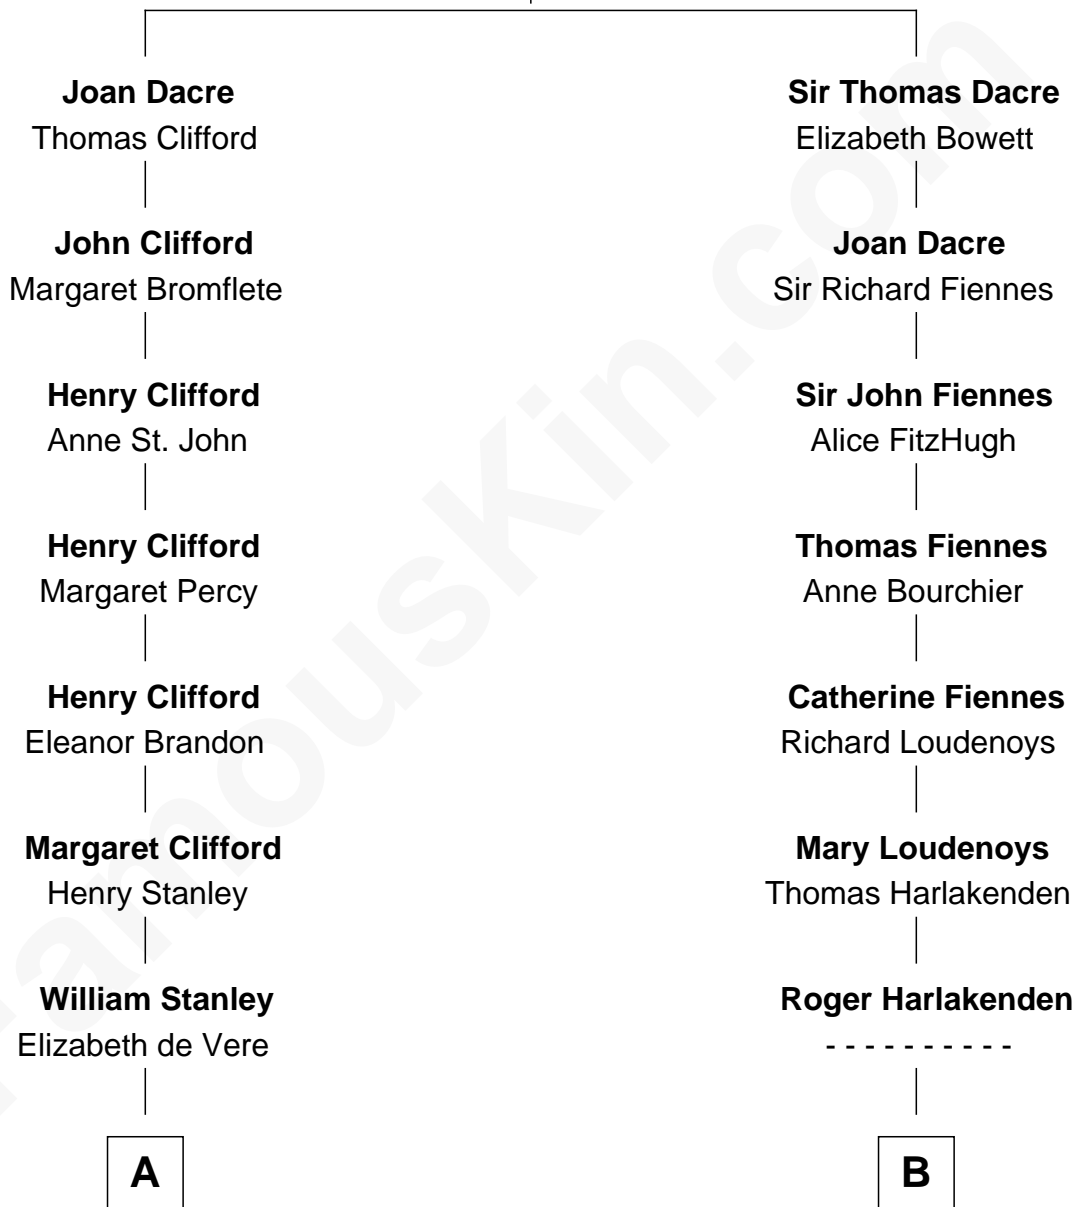 Joan Dacre
Thomas Clifford
John Clifford
Margaret Bromflete
Henry Clifford
Anne St. John
Henry Clifford
Margaret Percy
Henry Clifford
Eleanor Brandon
Margaret Clifford
Henry Stanley
William Stanley
Elizabeth de Vere
A
Sir Thomas Dacre
Elizabeth Bowett
Joan Dacre
Sir Richard Fiennes
Sir John Fiennes
Alice FitzHugh
Thomas Fiennes
Anne Bourchier
Catherine Fiennes
Richard Loudenoys
Mary Loudenoys
Thomas Harlakenden
Roger Harlakenden
- - - - - - - - - -
B
FamousKin.com